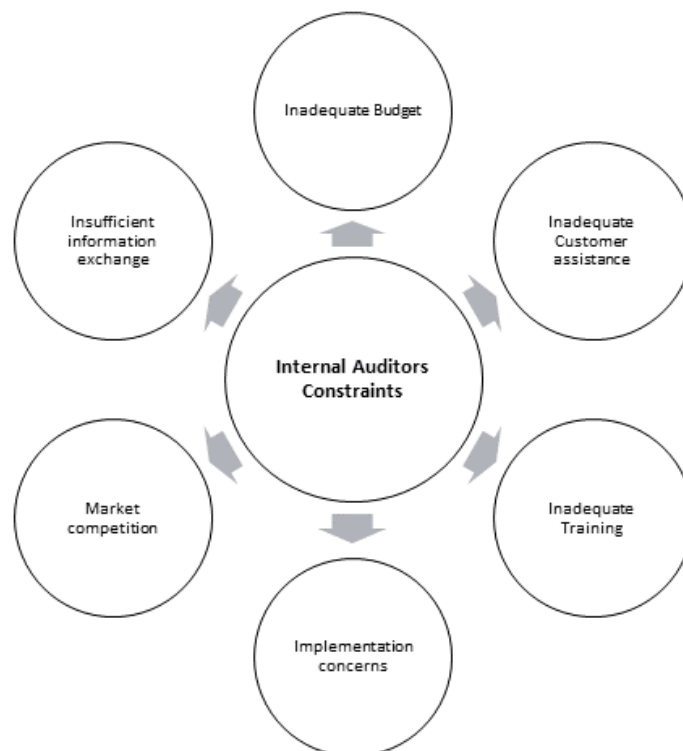 Inadequate Budget
Insufficient
information
exchange
Inadequate
Customer
assistance
Internal Auditors
Constraints
Market
competition
Inadequate
Training
Implementation
concerns